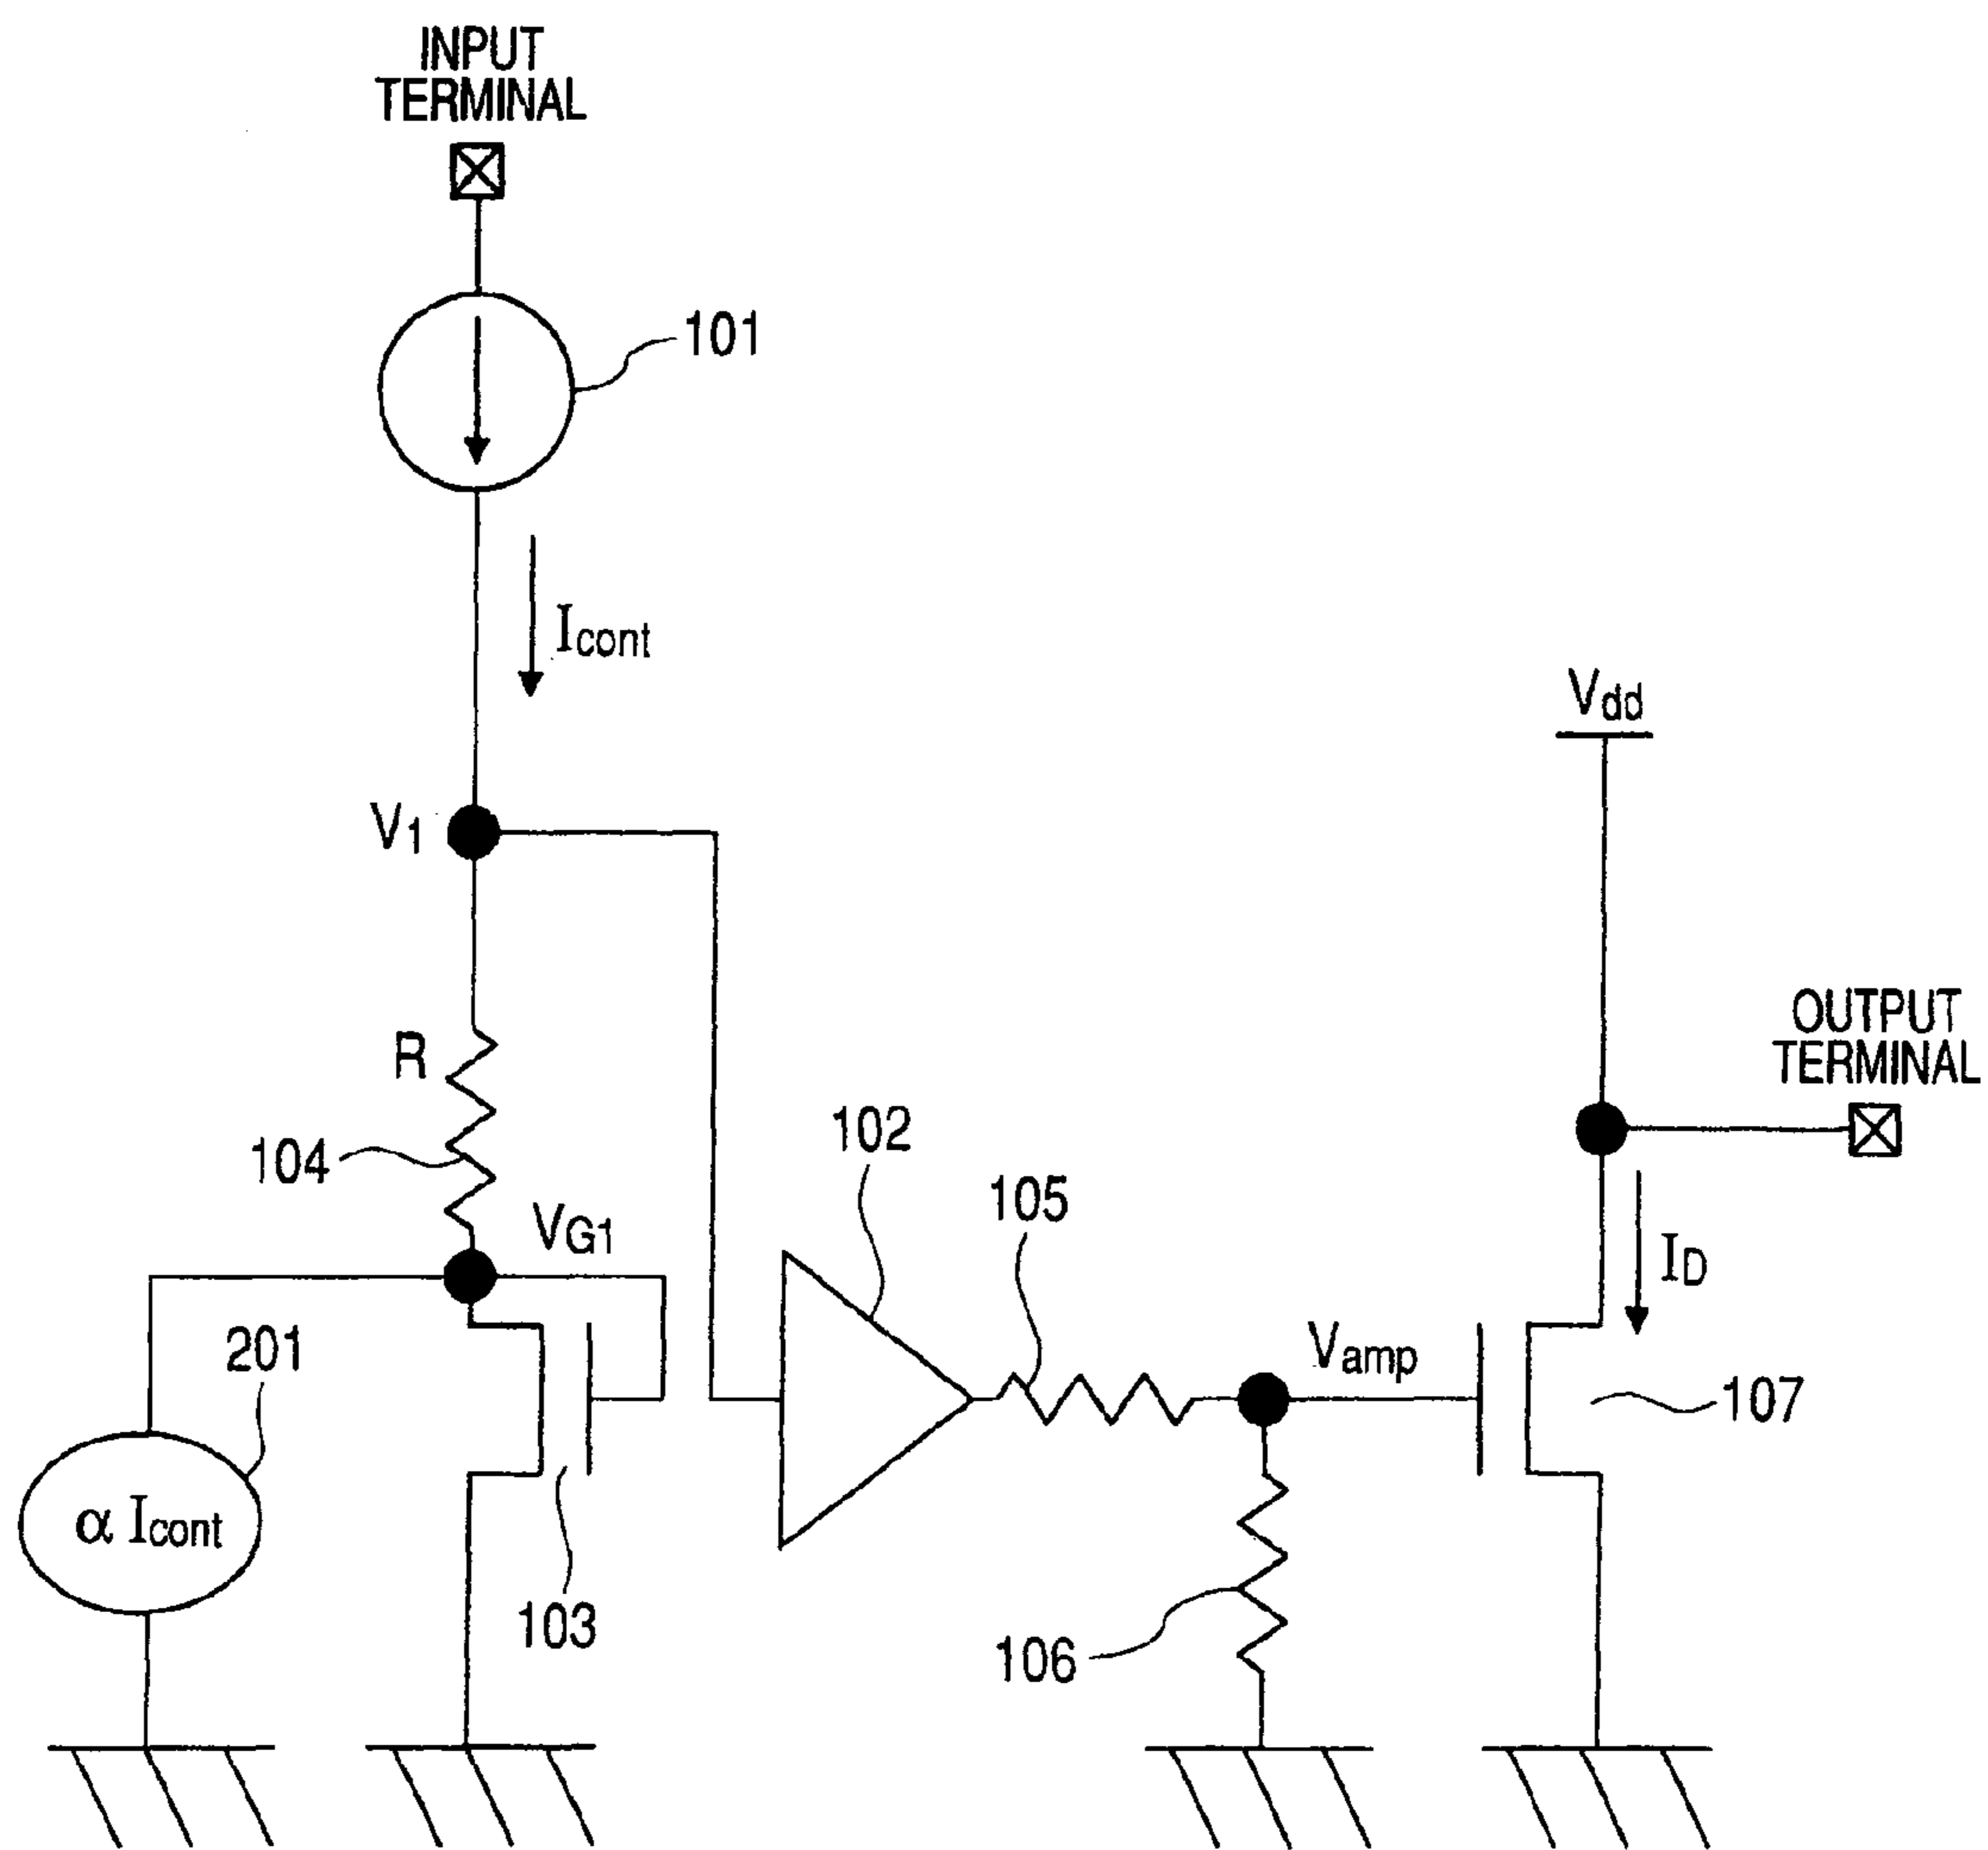 INPUT
TERMINAL
101
Icont
Vdd
V1
OUTPUT
TERMINAL
R
102
104
105
VG1
ID
201
Vamp
107
α Icont
103
106